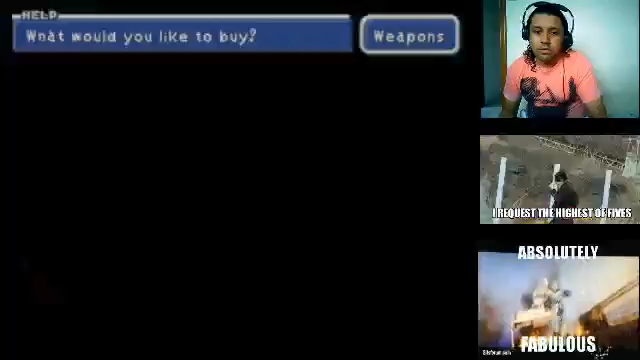 HELP
What would you like to buy?
Weapons
I REQUEST THE HIGHEST OF FIVES
ABSOLUTELY
FABULOUS